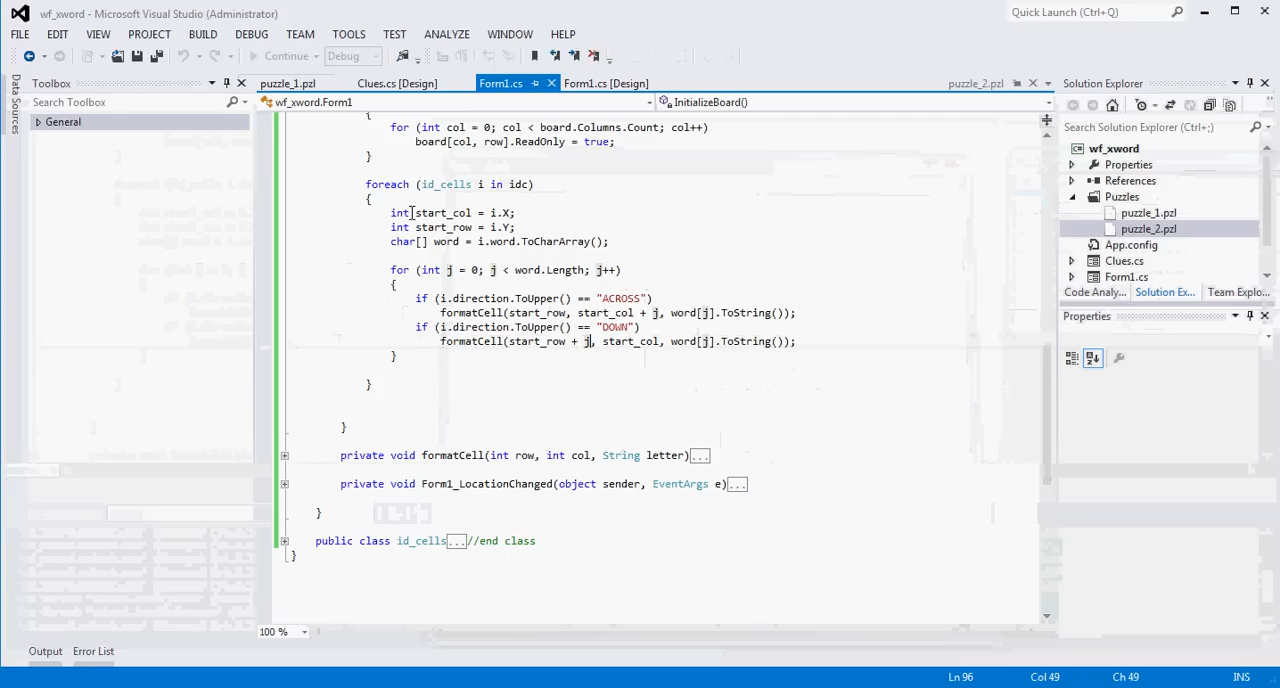 wf_xword - Microsoft Visual Studio (Administrator)
Quick Launch (Ctrl+Q)
FILE EDIT VIEW PROJECT BUILD DEBUG TEAM TOOLS TEST ANALYZE WINDOW HELP
Continue Debug
Data Sources
Toolbox
Search Toolbox
General
puzzle_1.pzl Clues.cs [Design] Form1.cs Form1.cs [Design] puzzle_2.pzl
wf_xword.Form1 InitializeBoard()
{
for (int col = 0; col < board.Columns.Count; col++)
board[col, row].ReadOnly = true;
}
foreach (id_cells i in idc)
{
int start_col = i.X;
int start_row = i.Y;
char[] word = i.word.ToCharArray();
for (int j = 0; j < word.Length; j++)
{
if (i.direction.ToUpper() == "ACROSS")
formatCell(start_row, start_col + j, word[j].ToString());
if (i.direction.ToUpper() == "DOWN")
formatCell(start_row + j, start_col, word[j].ToString());
}
}
}
private void formatCell(int row, int col, String letter)...
private void Form1_LocationChanged(object sender, EventArgs e)...
}
public class id_cells...//end class
}
100 %
Solution Explorer
Search Solution Explorer (Ctrl+;)
wf_xword
Properties
References
Puzzles
puzzle_1.pzl
puzzle_2.pzl
App.config
Clues.cs
Form1.cs
Code Analy... Solution Ex... Team Explo...
Properties
Output Error List
Ln 96 Col 49 Ch 49 INS